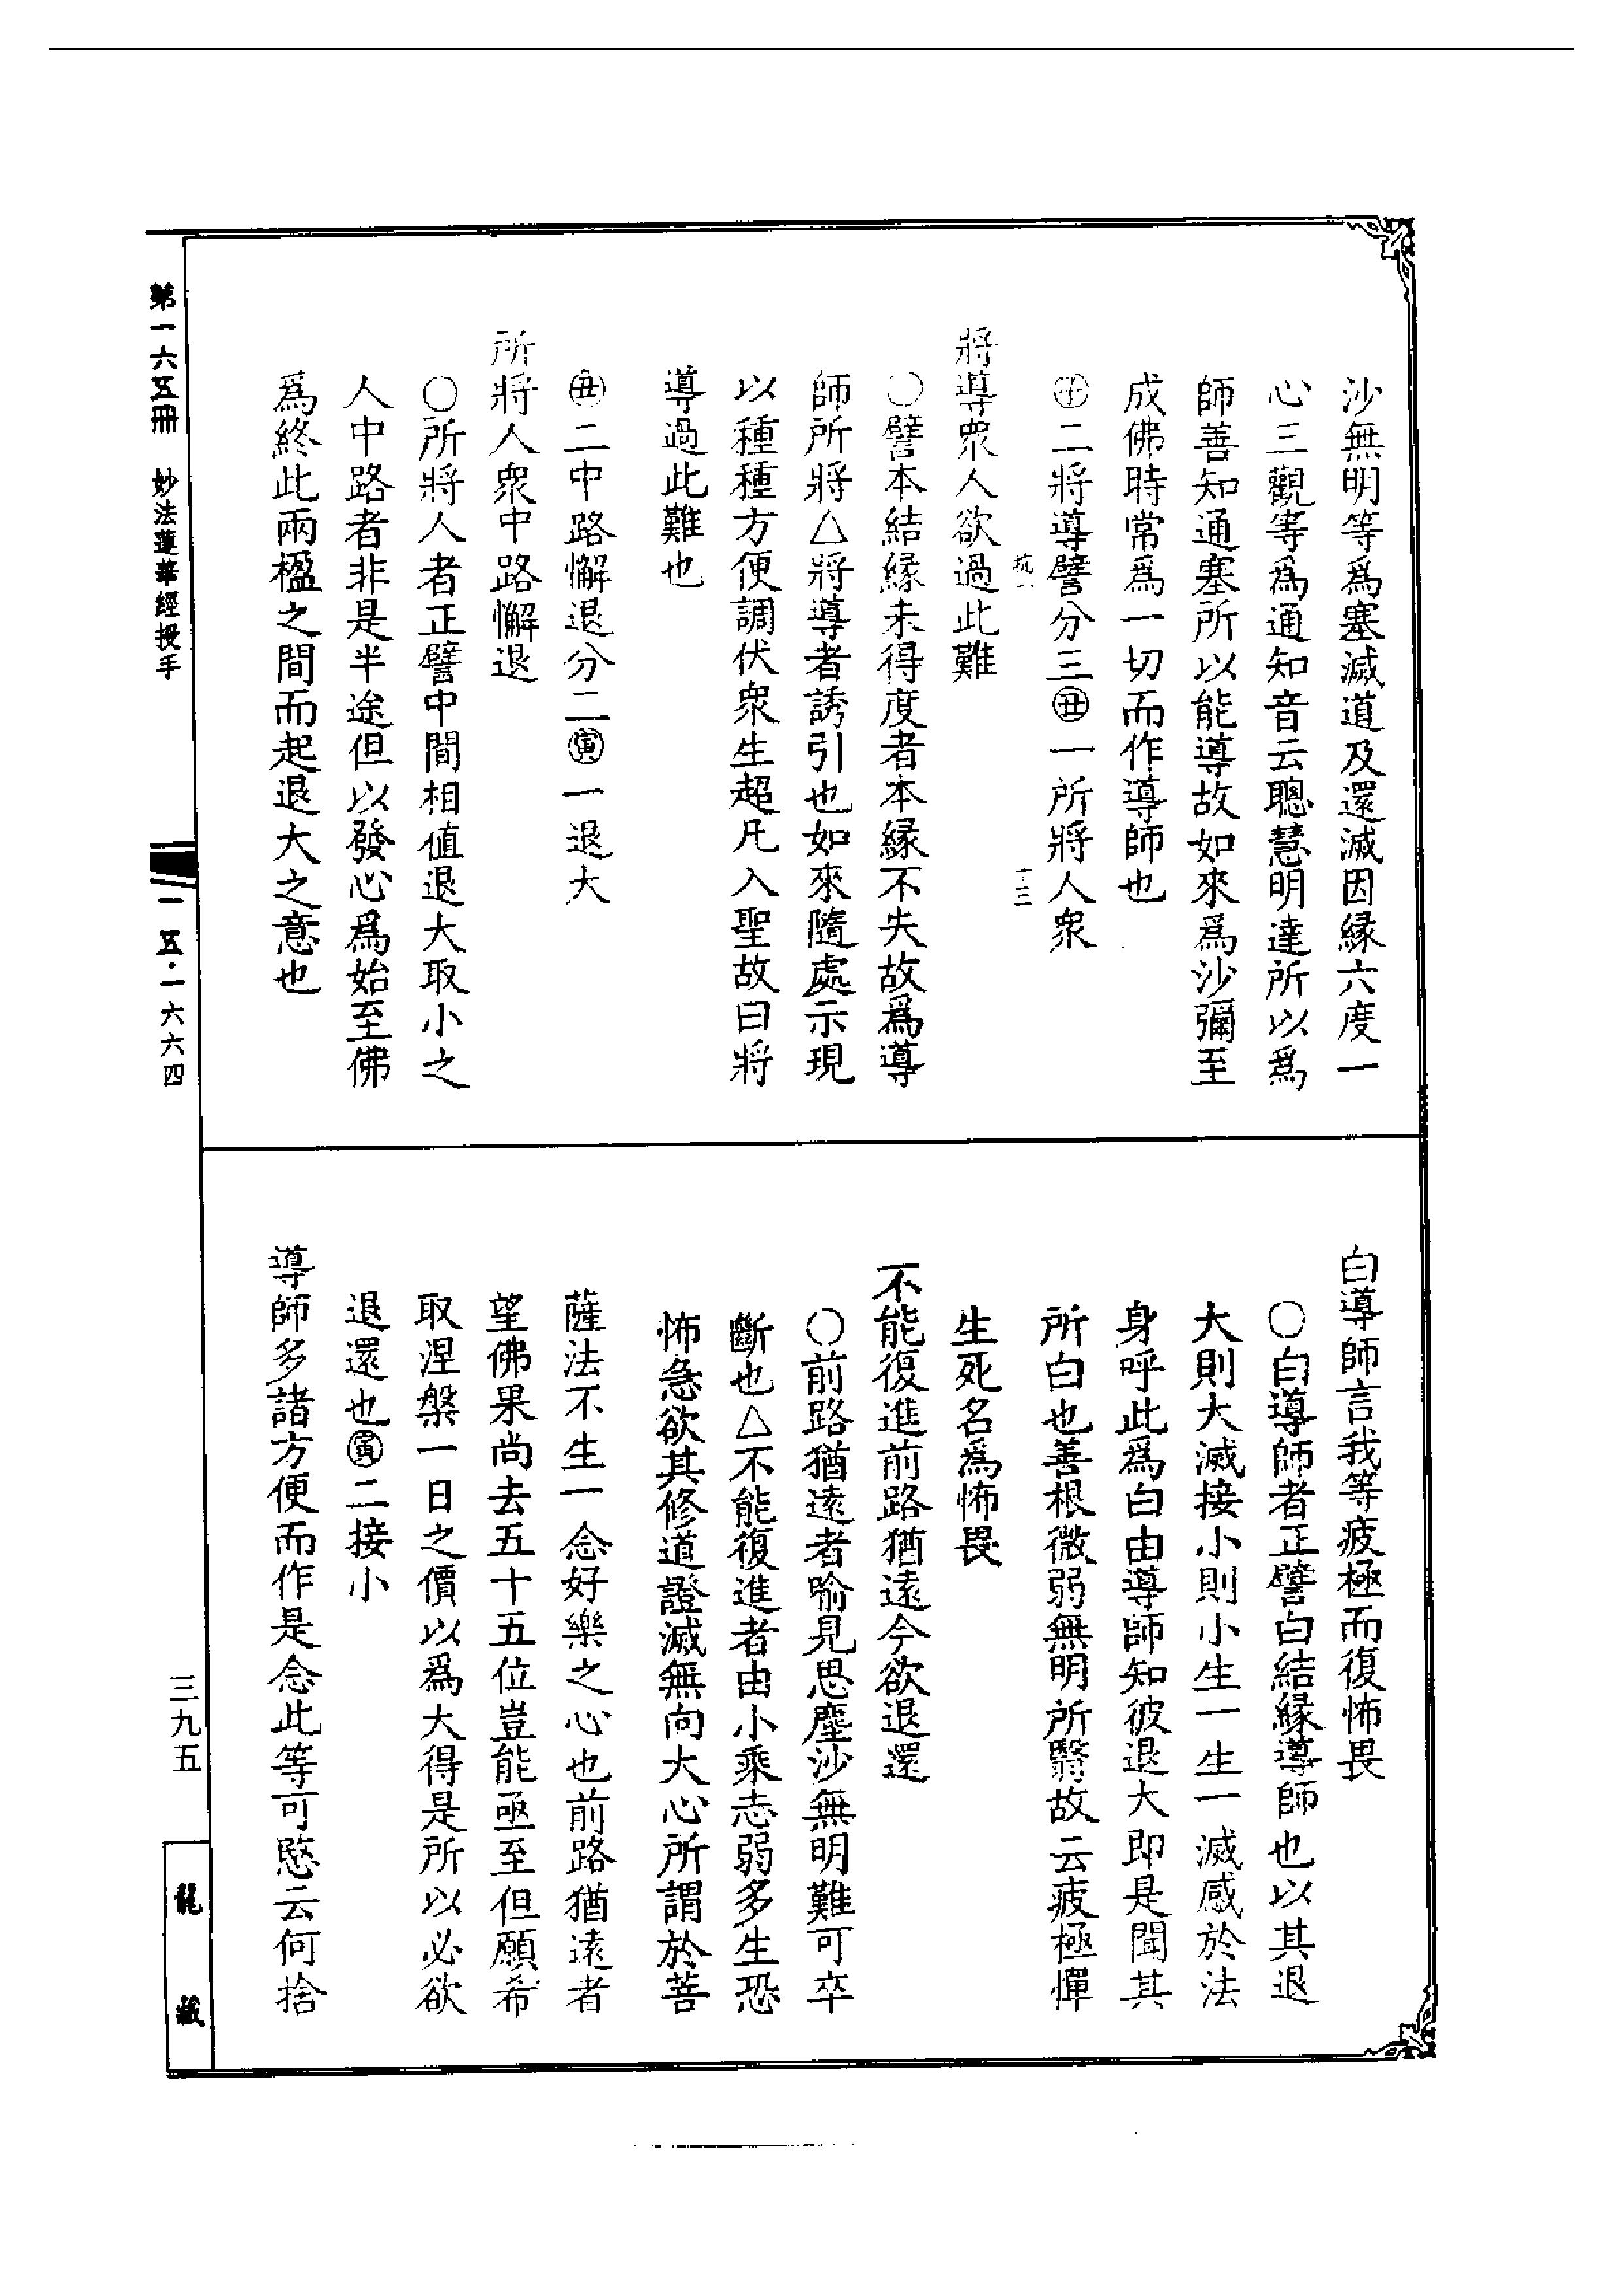 沙無明等為塞滅道及還滅因緣六度一
心三觀等為通知音云聰慧明達所以為
師善知通塞所以能導故如來為沙彌至
成佛時常為一切而作導師也
㊉二將導譬分三㊉一所將人衆
將導衆人欲過此難
○譬本結緣未得度者本緣不失故為導
師所將△將導者誘引也如來隨處示現
以種種方便調伏衆生超凡入聖故曰將
導過此難也
㊉二中路懈退分二㊉一退大
所將人衆中路懈退
○所將人者正譬中間相值退大取小之
人中路者非是半途但以發心為始至佛
為終此兩楹之間而起退大之意也
白導師言我等疲極而復怖畏
○白導師者正譬白結緣導師也以其退
大則大滅接小則小生一生一滅感於法
身呼此為白由導師知彼退大即是聞其
所白也善根微弱無明所翳故云疲極憚
生死名為怖畏
不能復進前路猶遠今欲退還
○前路猶遠者喻見思塵沙無明難可卒
斷也△不能復進者由小乘志弱多生恐
怖急欲其修道證滅無向大心所謂於菩
薩法不生一念好樂之心也前路猶遠者
望佛果尚去五十五位豈能亟至但願希
取涅槃一日之價以為大得是所以必欲
退還也㊉二接小
導師多諸方便而作是念此等可愍云何捨
第一六五冊 妙法蓮華經授手
一五·一六六四
三九五
龍藏